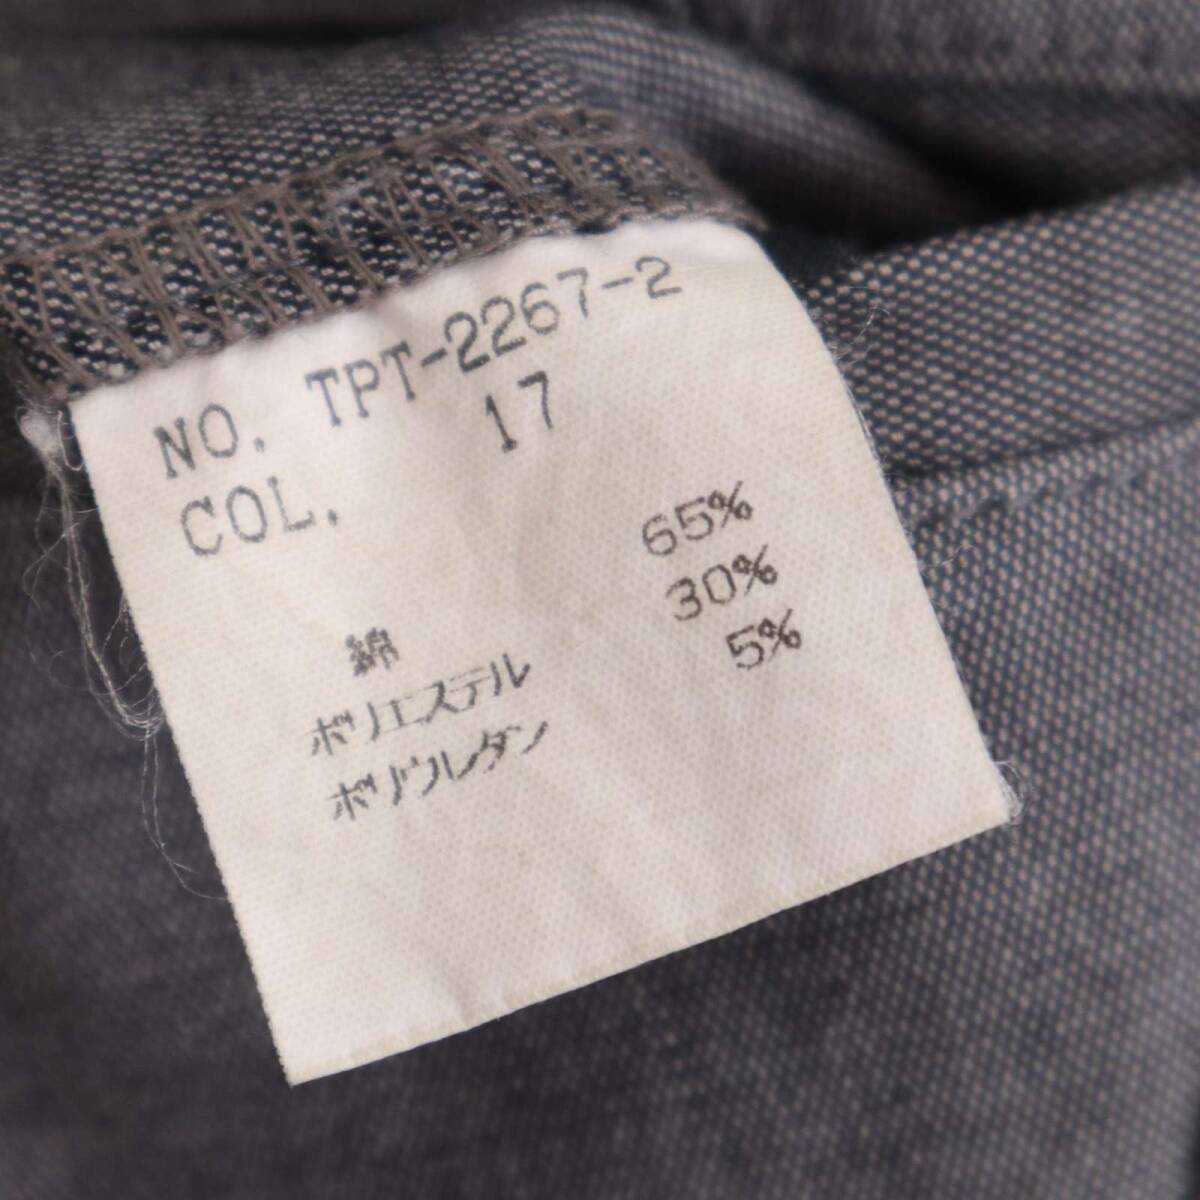 NO. TPT-2267-2
COL. 17
綿 65%
ポリエステル 30%
ポリウレタン 5%